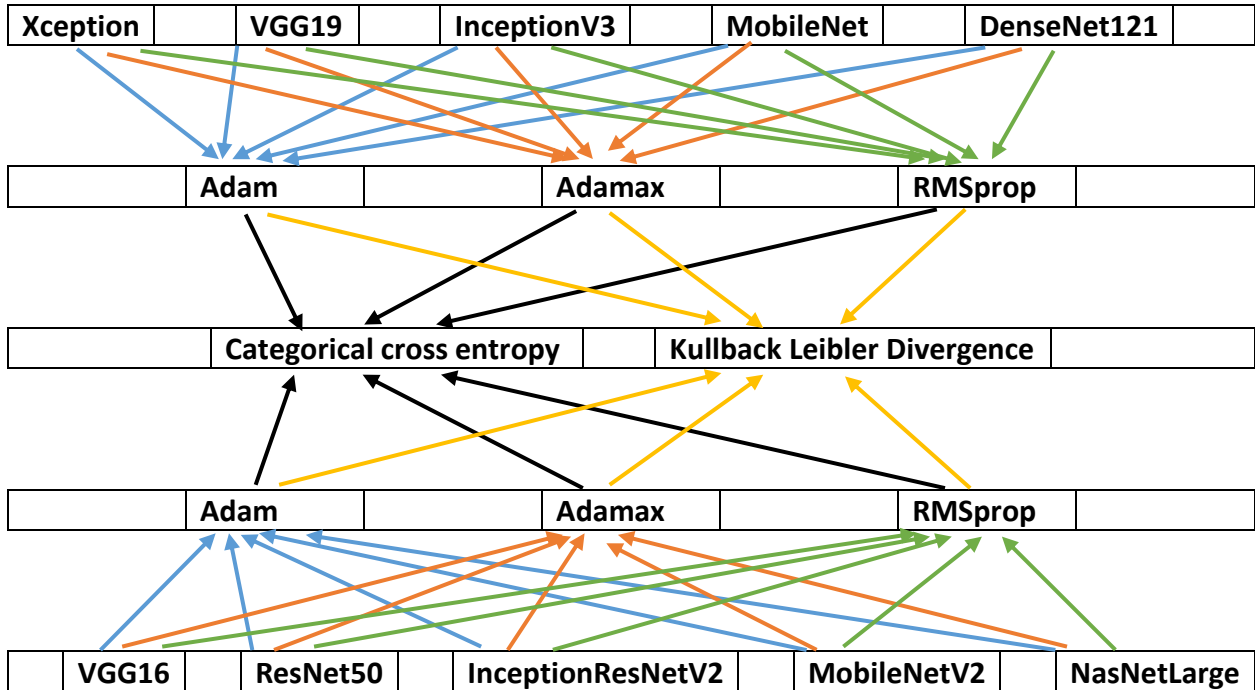 Xception VGG19 InceptionV3 MobileNet DenseNet121
Adam Adamax RMSprop
Categorical cross entropy Kullback Leibler Divergence
Adam Adamax RMSprop
VGG16 ResNet50 InceptionResNetV2 MobileNetV2 NasNetLarge